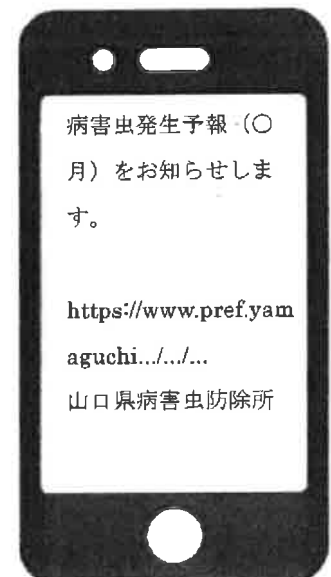 病害虫発生予報（〇
月）をお知らせしま
す。
https://www.pref.yam
aguchi.../.../...
山口県病害虫防除所